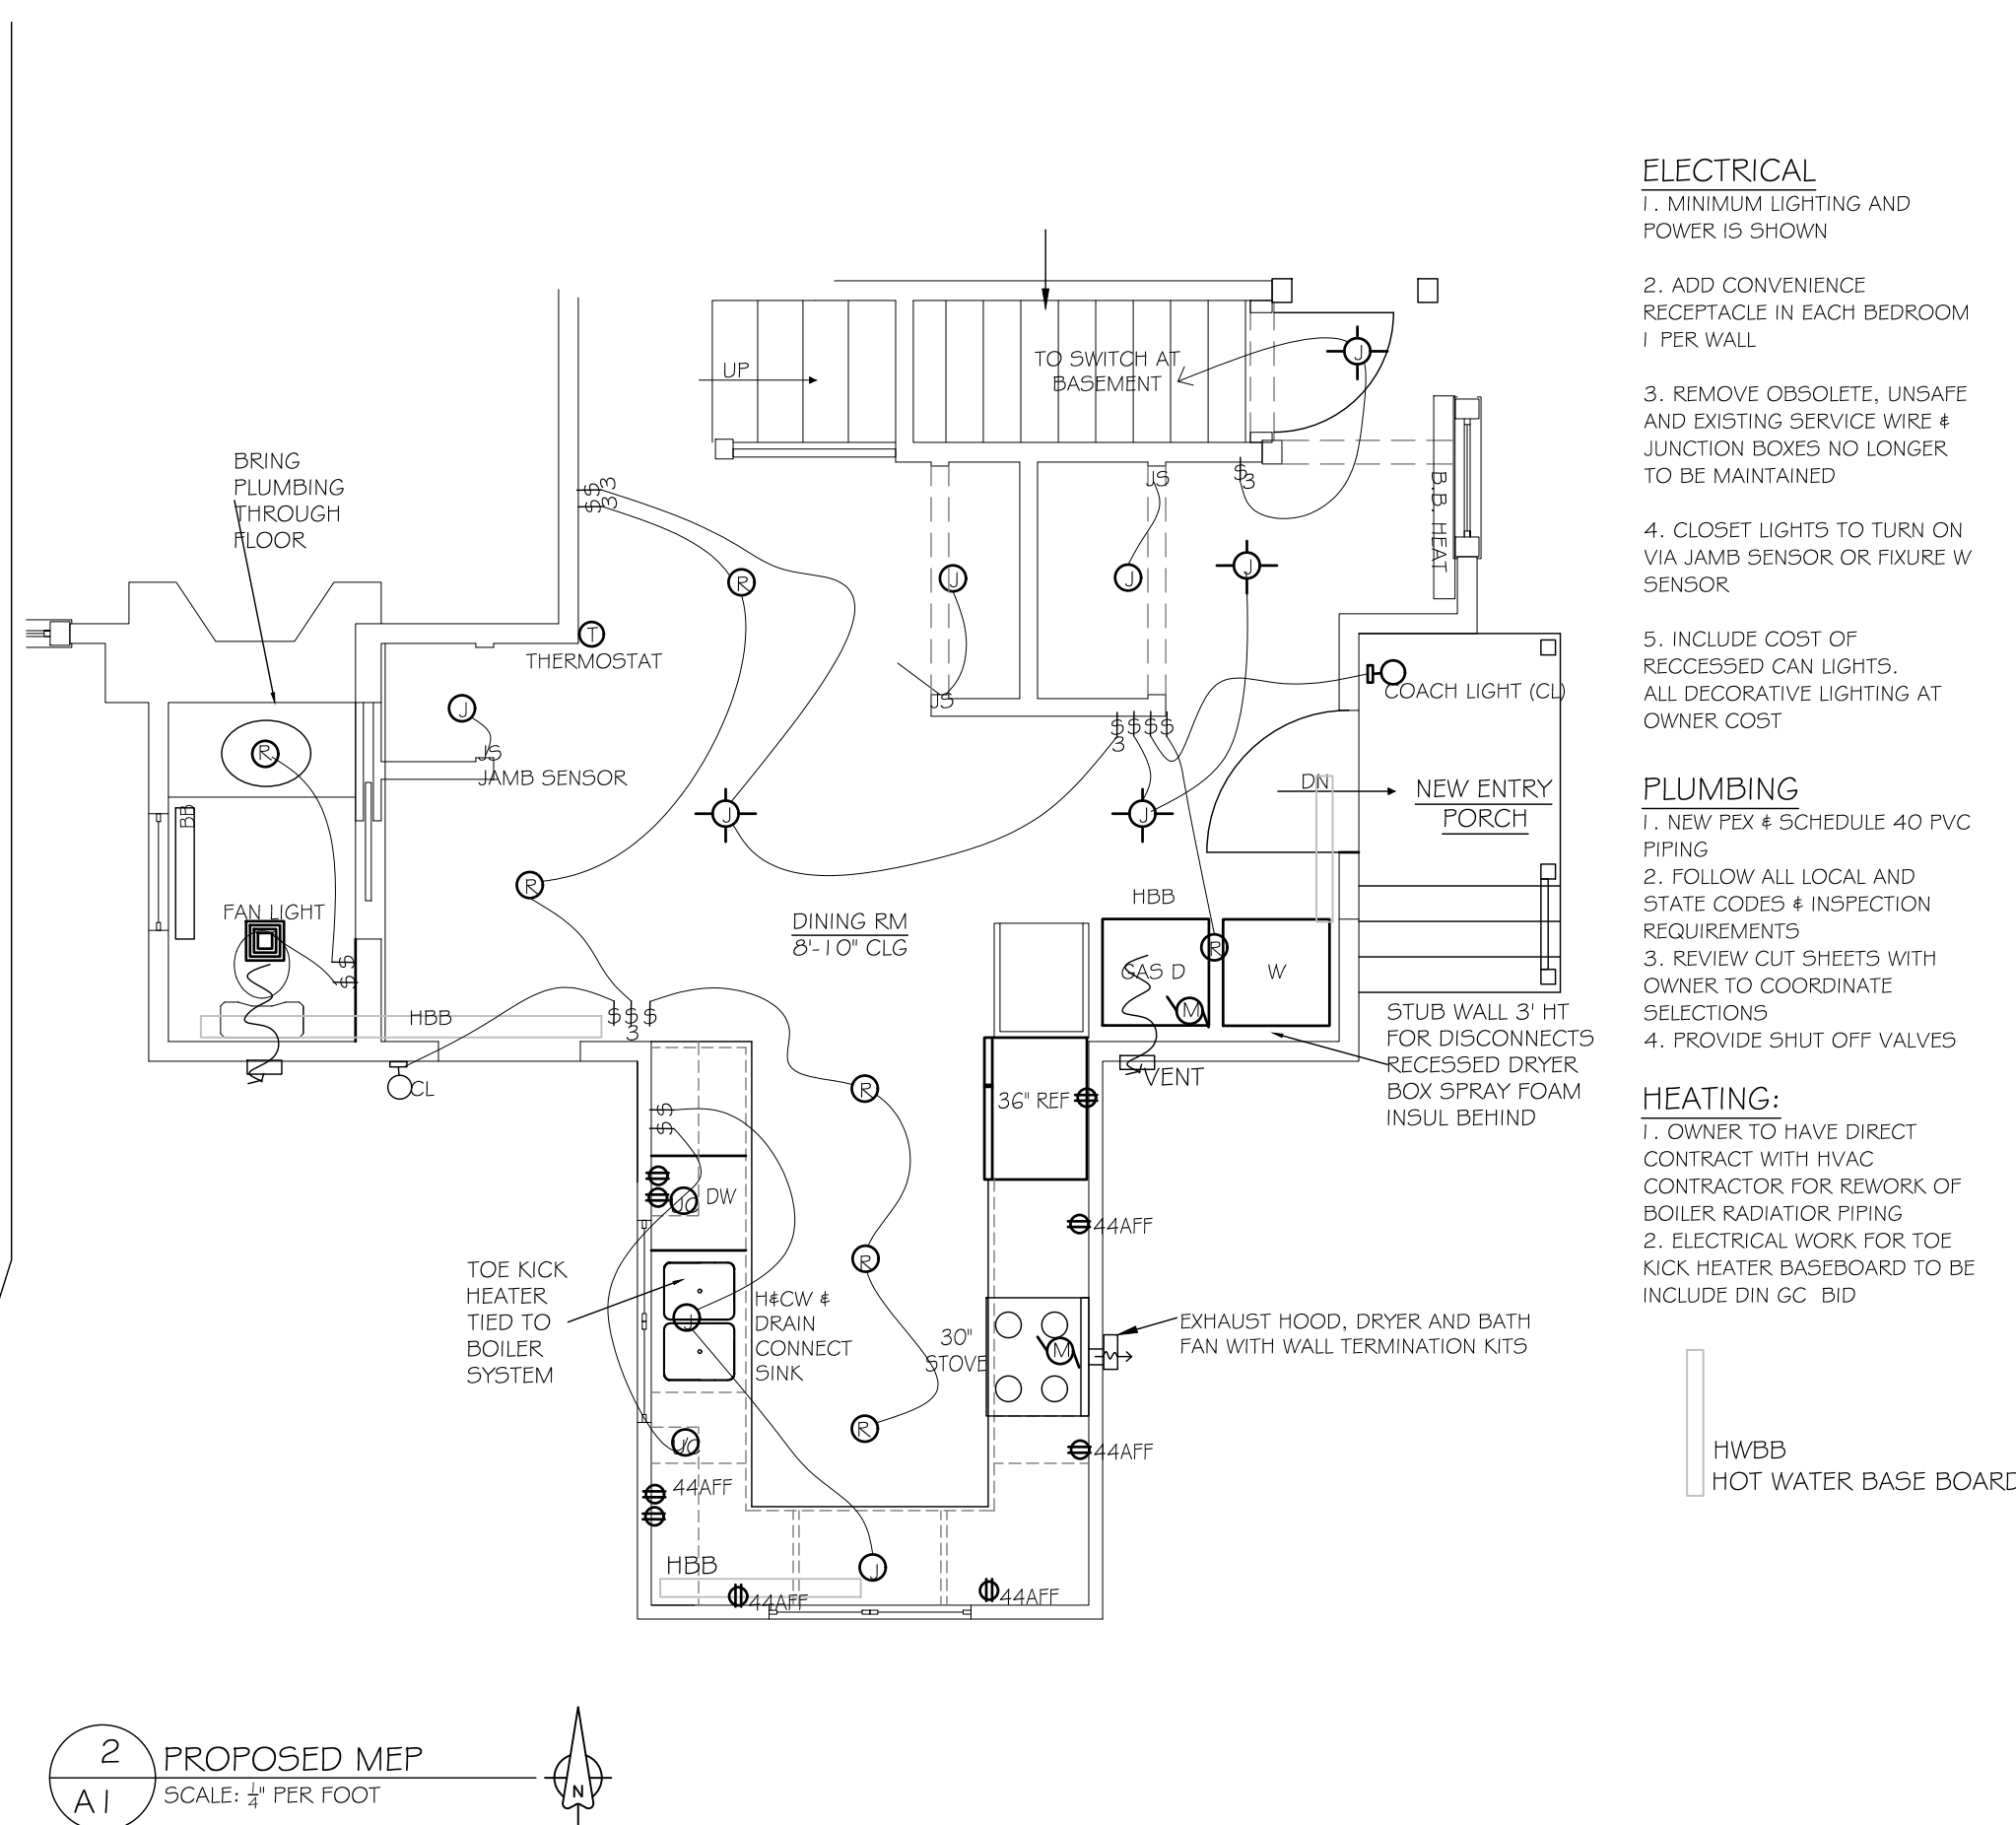 ELECTRICAL
1. MINIMUM LIGHTING AND
POWER IS SHOWN
2. ADD CONVENIENCE
RECEPTACLE IN EACH BEDROOM
1 PER WALL
3. REMOVE OBSOLETE, UNSAFE
AND EXISTING SERVICE WIRE &
JUNCTION BOXES NO LONGER
TO BE MAINTAINED
4. CLOSET LIGHTS TO TURN ON
VIA JAMB SENSOR OR FIXURE W
SENSOR
5. INCLUDE COST OF
RECCESSED CAN LIGHTS.
ALL DECORATIVE LIGHTING AT
OWNER COST
PLUMBING
1. NEW PEX & SCHEDULE 40 PVC
PIPING
2. FOLLOW ALL LOCAL AND
STATE CODES & INSPECTION
REQUIREMENTS
3. REVIEW CUT SHEETS WITH
OWNER TO COORDINATE
SELECTIONS
4. PROVIDE SHUT OFF VALVES
HEATING:
1. OWNER TO HAVE DIRECT
CONTRACT WITH HVAC
CONTRACTOR FOR REWORK OF
BOILER RADIATIOR PIPING
2. ELECTRICAL WORK FOR TOE
KICK HEATER BASEBOARD TO BE
INCLUDE DIN GC BID
HWBB
HOT WATER BASE BOARD
UP
TO SWITCH AT
BASEMENT
J
$
3
JS
B.B. HEAT
BRING
PLUMBING
THROUGH
FLOOR
$$3
$$3
R
J
J
J
T
THERMOSTAT
COACH LIGHT (CL)
J
JS
JS
JAMB SENSOR
R
$ $ $ $
3
J
J
DN
NEW ENTRY
PORCH
BB
R
HBB
FAN LIGHT
DINING RM
8'-10" CLG
R
GAS D
W
M
$$
$$
HBB
$ $ $
3
STUB WALL 3' HT
FOR DISCONNECTS
RECESSED DRYER
BOX SPRAY FOAM
INSUL BEHIND
VENT
CL
R
36" REF
$$
$$
UC
DW
44AFF
R
TOE KICK
HEATER
TIED TO
BOILER
SYSTEM
J
H&CW &
DRAIN
CONNECT
SINK
30"
STOVE
M
EXHAUST HOOD, DRYER AND BATH
FAN WITH WALL TERMINATION KITS
R
UC
44AFF
44AFF
HBB
J
44AFF
44AFF
2
A1
PROPOSED MEP
SCALE: 1/4" PER FOOT
N